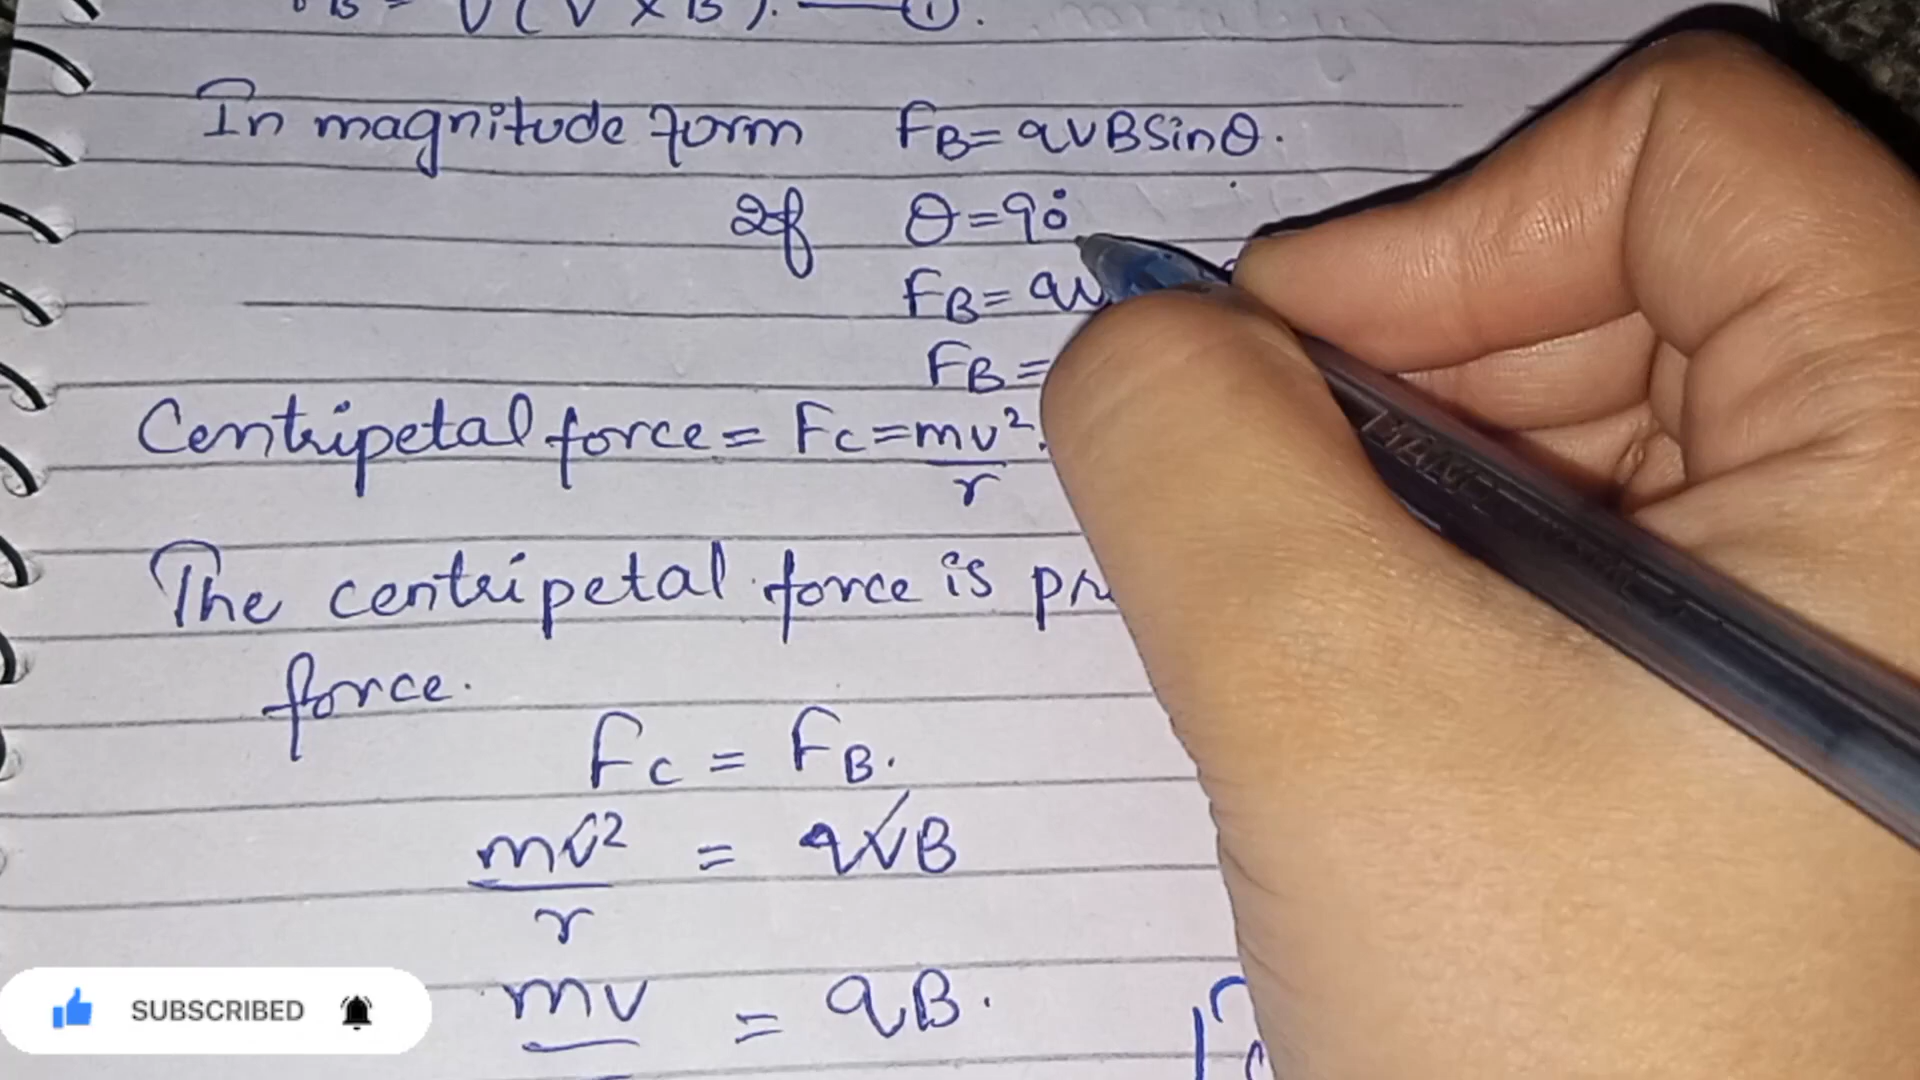 B = V(V × B). — ①.
In magnitude form FB = qVBSinθ.
If θ = 90°
FB = qv
FB =
Centripetal force = Fc = mv²
r
The centripetal force is
force.
Fc = FB.
mv² = qVB
r
mv = qB.
SUBSCRIBED